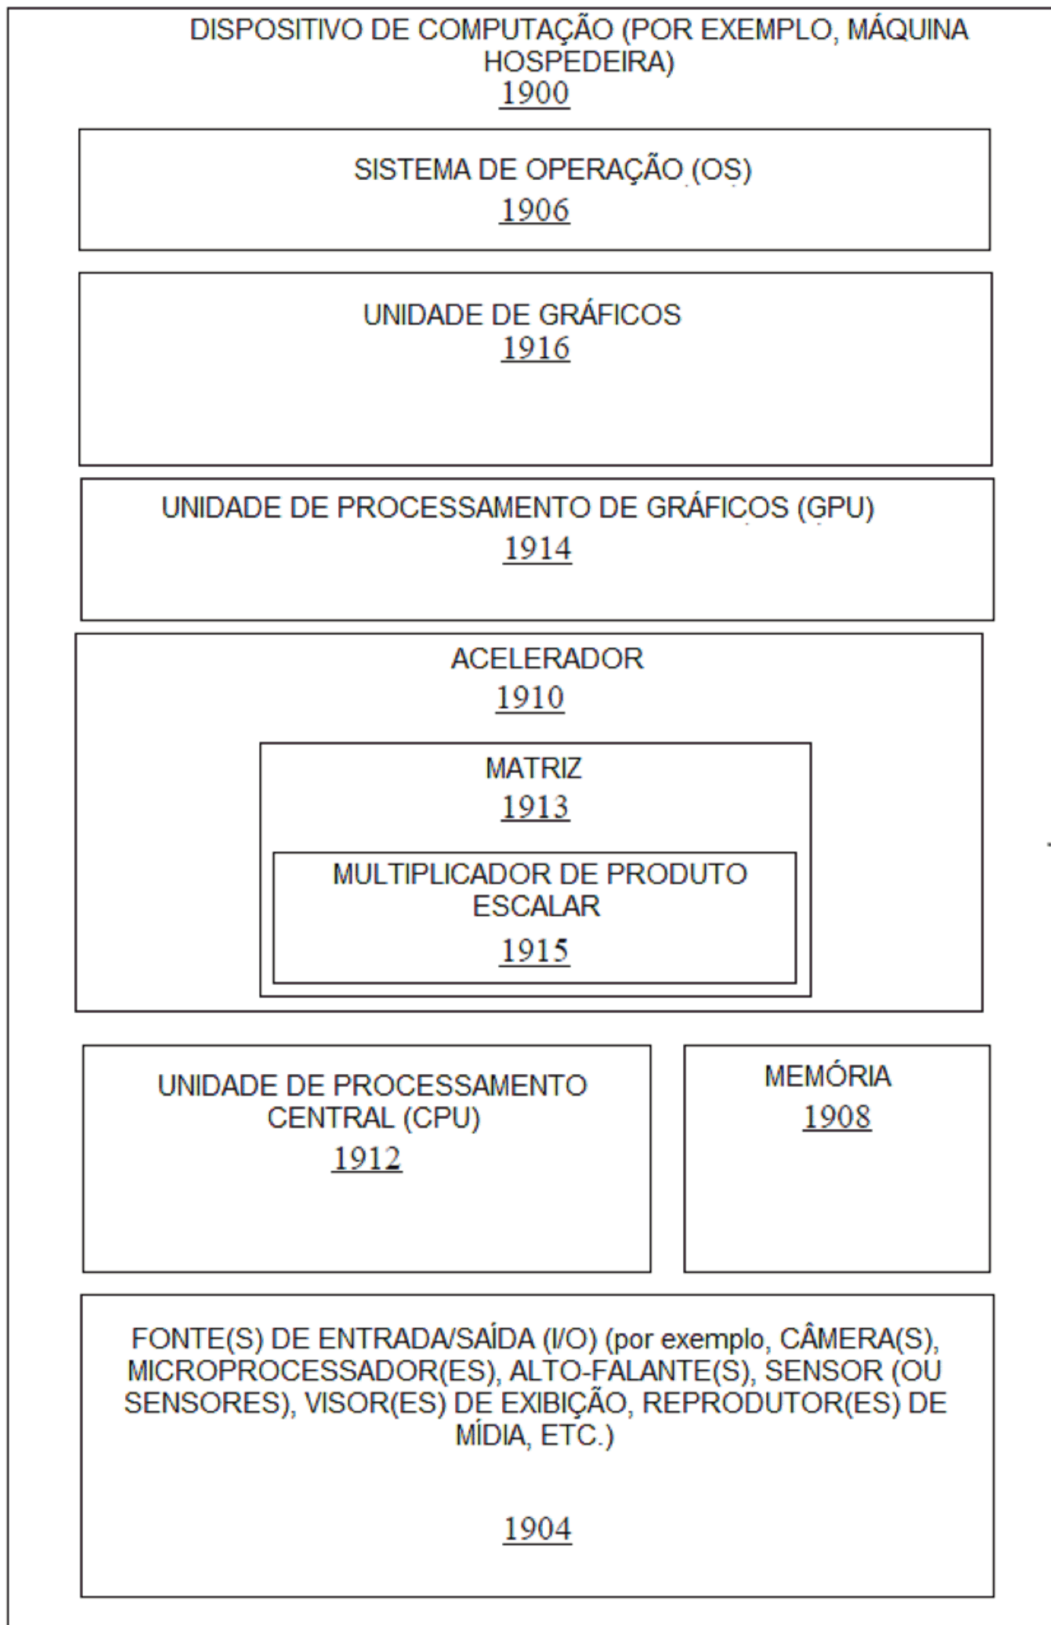 DISPOSITIVO DE COMPUTAÇÃO (POR EXEMPLO, MÁQUINA
HOSPEDEIRA)
1900
SISTEMA DE OPERAÇÃO (OS)
1906
UNIDADE DE GRÁFICOS
1916
UNIDADE DE PROCESSAMENTO DE GRÁFICOS (GPU)
1914
ACELERADOR
1910
MATRIZ
1913
MULTIPLICADOR DE PRODUTO
ESCALAR
1915
UNIDADE DE PROCESSAMENTO
CENTRAL (CPU)
1912
MEMÓRIA
1908
FONTE(S) DE ENTRADA/SAÍDA (I/O) (por exemplo, CÂMERA(S),
MICROPROCESSADOR(ES), ALTO-FALANTE(S), SENSOR (OU
SENSORES), VISOR(ES) DE EXIBIÇÃO, REPRODUTOR(ES) DE
MÍDIA, ETC.)
1904